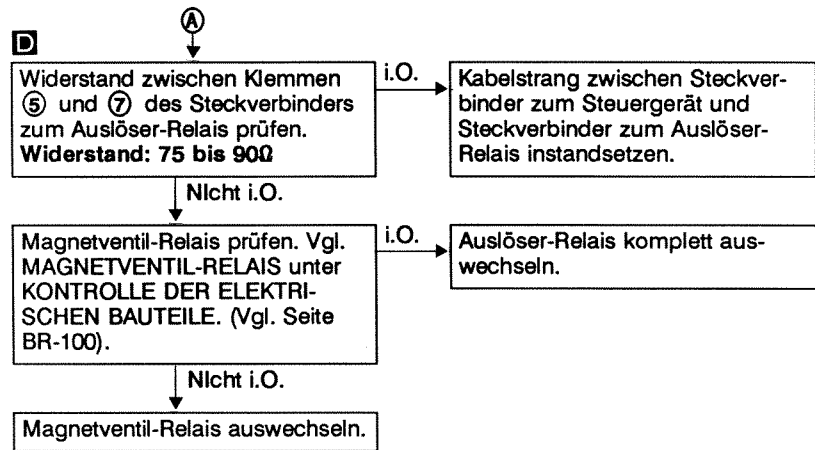 A
D
Widerstand zwischen Klemmen
⑤ und ⑦ des Steckverbinders
zum Auslöser-Relais prüfen.
Widerstand: 75 bis 90Ω
i.O.
Kabelstrang zwischen Steckver-
binder zum Steuergerät und
Steckverbinder zum Auslöser-
Relais instandsetzen.
NIcht i.O.
Magnetventil-Relais prüfen. Vgl.
MAGNETVENTIL-RELAIS unter
KONTROLLE DER ELEKTRI-
SCHEN BAUTEILE. (Vgl. Seite
BR-100).
i.O.
Auslöser-Relais komplett aus-
wechseln.
NIcht i.O.
Magnetventil-Relais auswechseln.